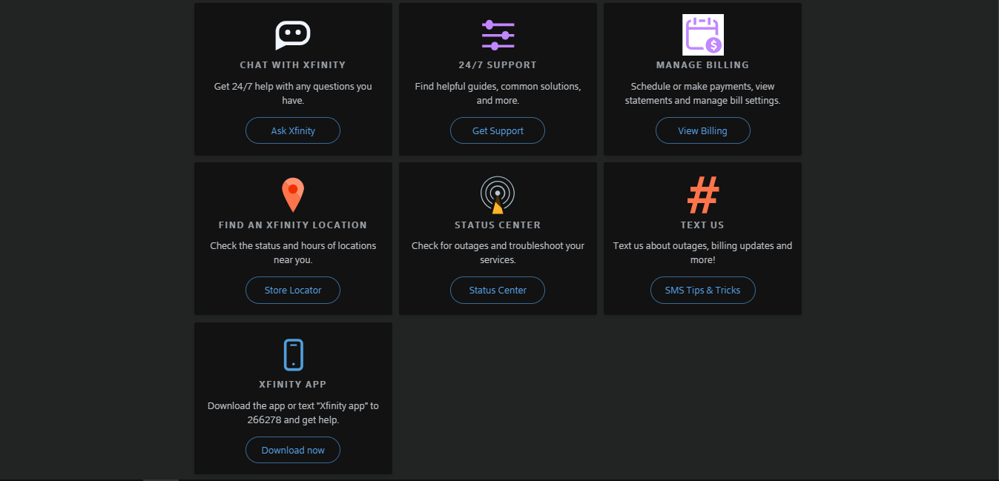 CHAT WITH XFINITY
Get 24/7 help with any questions you
have.
Ask Xfinity
24/7 SUPPORT
Find helpful guides, common solutions,
and more.
Get Support
$
MANAGE BILLING
Schedule or make payments, view
statements and manage bill settings.
View Billing
FIND AN XFINITY LOCATION
Check the status and hours of locations
near you.
Store Locator
STATUS CENTER
Check for outages and troubleshoot your
services.
Status Center
#
TEXT US
Text us about outages, billing updates and
more!
SMS Tips & Tricks
XFINITY APP
Download the app or text "Xfinity app" to
266278 and get help.
Download now